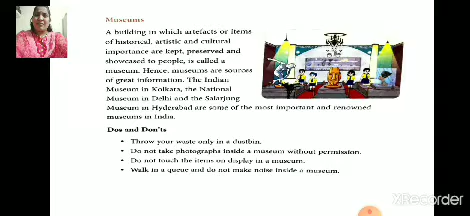 Museums
A building in which artefacts or items
of historical, artistic and cultural
importance are kept, preserved and
showcased to people, is called a
museum. Hence, museums are sources
of great information. The Indian
Museum in Kolkata, the National
Museum in Delhi and the Salarjung
Museum in Hyderabad are some of the most important and renowned
museums in India.
Dos and Don'ts
• Throw your waste only in a dustbin.
• Do not take photographs inside a museum without permission.
• Do not touch the items on display in a museum.
• Walk in a queue and do not make noise inside a museum.
RECORDER